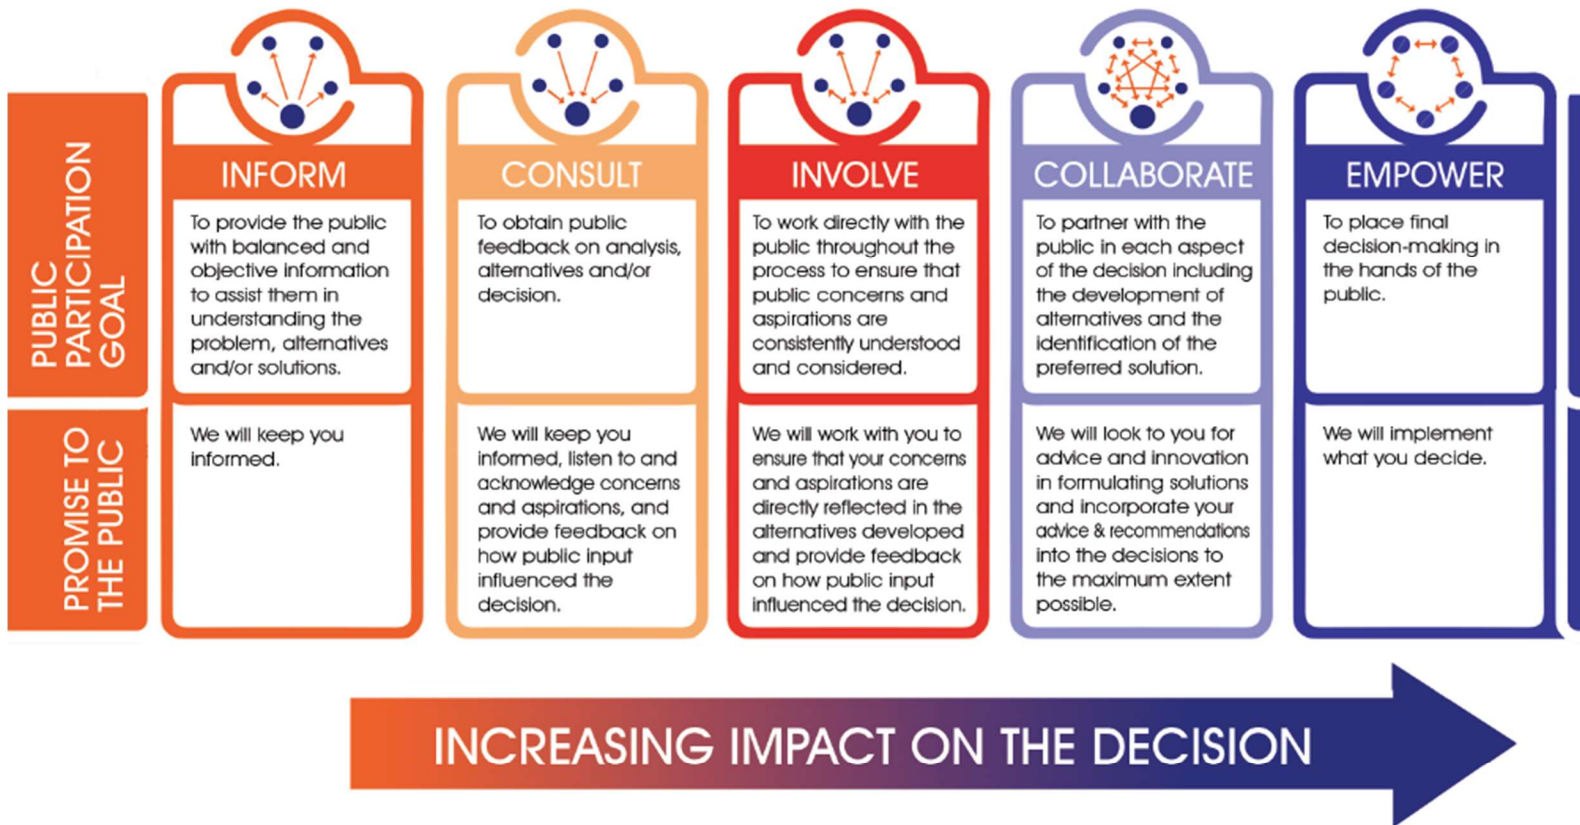 INFORM
CONSULT
INVOLVE
COLLABORATE
EMPOWER
PUBLIC
PARTICIPATION
GOAL
To provide the public
with balanced and
objective information
to assist them in
understanding the
problem, alternatives
and/or solutions.
To obtain public
feedback on analysis,
alternatives and/or
decision.
To work directly with the
public throughout the
process to ensure that
public concerns and
aspirations are
consistently understood
and considered.
To partner with the
public in each aspect
of the decision including
the development of
alternatives and the
identification of the
preferred solution.
To place final
decision-making in
the hands of the
public.
PROMISE TO
THE PUBLIC
We will keep you
informed.
We will keep you
informed, listen to and
acknowledge concerns
and aspirations, and
provide feedback on
how public input
influenced the
decision.
We will work with you to
ensure that your concerns
and aspirations are
directly reflected in the
alternatives developed
and provide feedback
on how public input
influenced the decision.
We will look to you for
advice and innovation
in formulating solutions
and incorporate your
advice & recommendations
into the decisions to
the maximum extent
possible.
We will implement
what you decide.
INCREASING IMPACT ON THE DECISION